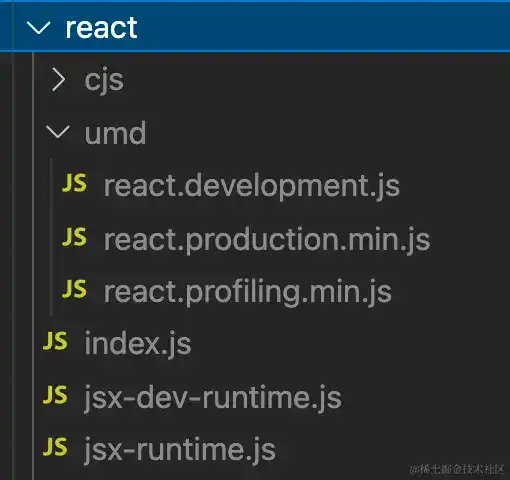 react
cjs
umd
JS react.development.js
JS react.production.min.js
JS react.profiling.min.js
JS index.js
JS jsx-dev-runtime.js
JS jsx-runtime.js
@稀土掘金技术社区